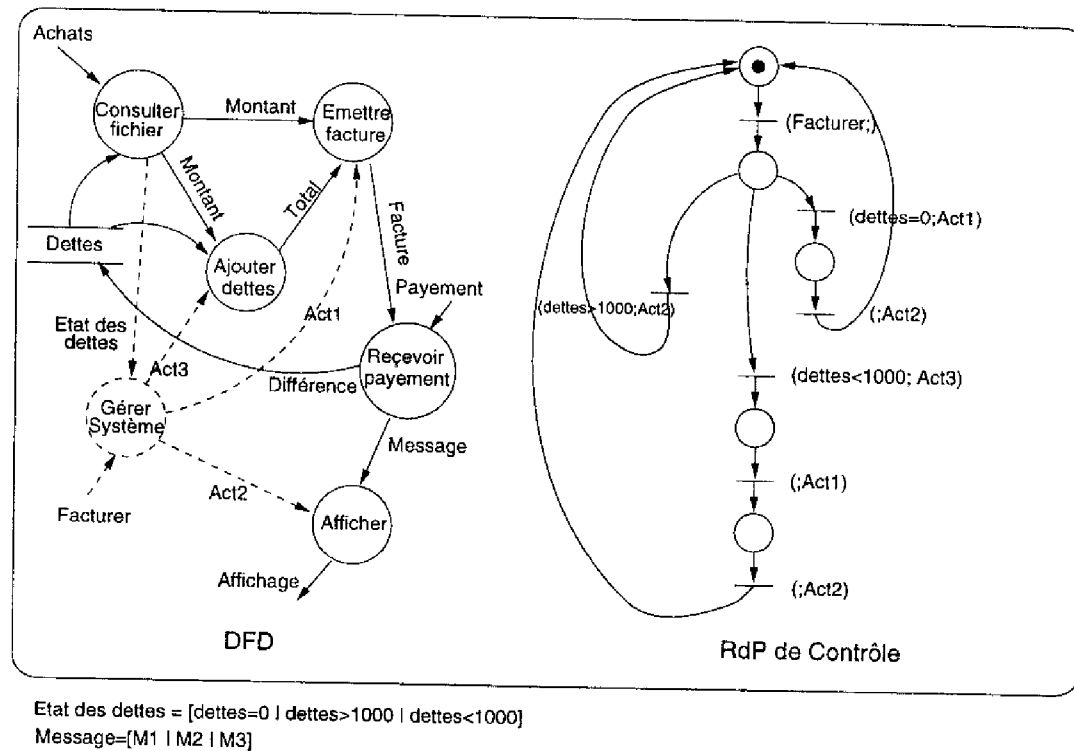 Achats
Consulter
fichier
Montant
Emettre
facture
Montant
Total
Facture
Dettes
Ajouter
dettes
Act1
Payement
Etat des
dettes
Act3
Différence
Reçevoir
payement
Gérer
Système
Message
Facturer
Act2
Afficher
Affichage
DFD
(Facturer;)
(dettes=0;Act1)
(dettes>1000;Act2)
(;Act2)
(dettes<1000; Act3)
(;Act1)
(;Act2)
RdP de Contrôle
Etat des dettes = [dettes=0 | dettes>1000 | dettes<1000]
Message=[M1 | M2 | M3]